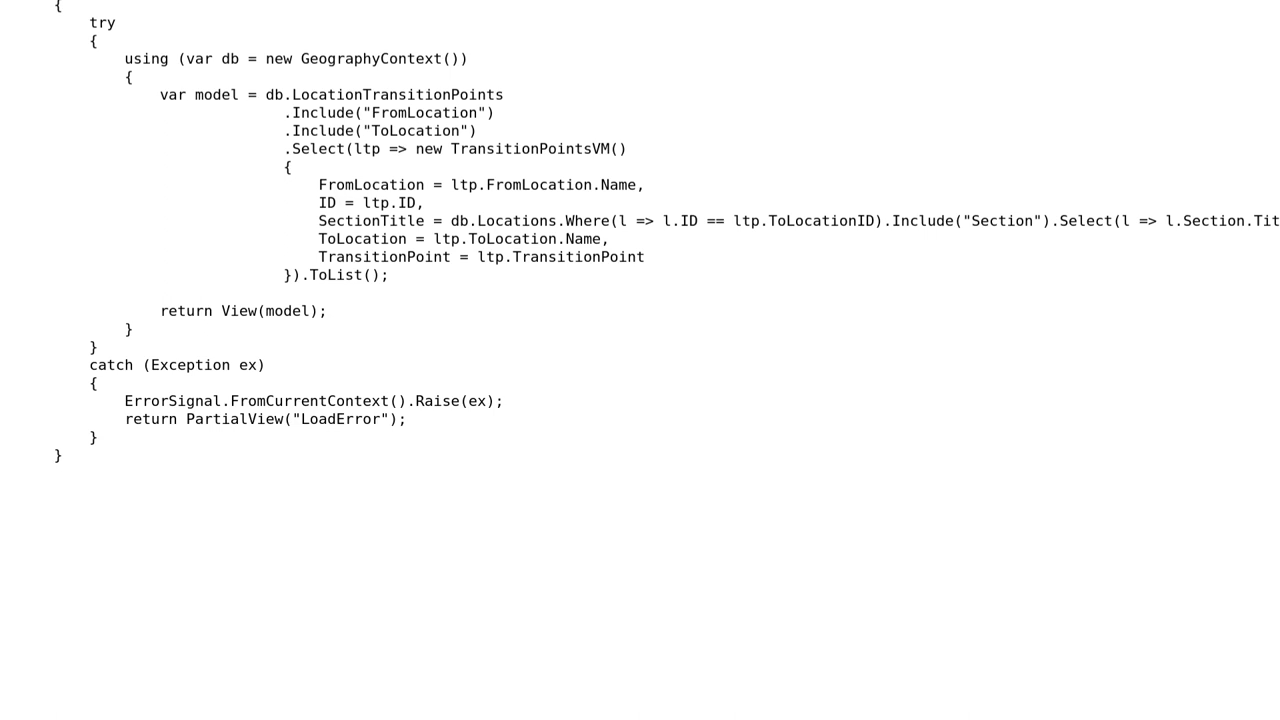 {
try
{
using (var db = new GeographyContext())
{
var model = db.LocationTransitionPoints
.Include("FromLocation")
.Include("ToLocation")
.Select(ltp => new TransitionPointsVM()
{
FromLocation = ltp.FromLocation.Name,
ID = ltp.ID,
SectionTitle = db.Locations.Where(l => l.ID == ltp.ToLocationID).Include("Section").Select(l => l.Section.Tit
ToLocation = ltp.ToLocation.Name,
TransitionPoint = ltp.TransitionPoint
}).ToList();
return View(model);
}
}
catch (Exception ex)
{
ErrorSignal.FromCurrentContext().Raise(ex);
return PartialView("LoadError");
}
}